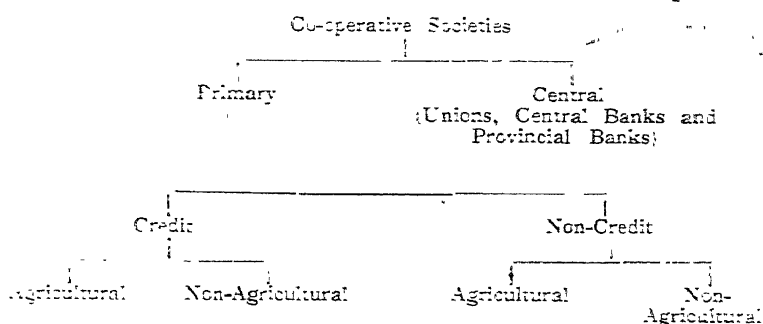 Co-operative Societies
Primary
Central
(Unions, Central Banks and
Provincial Banks)
Credit
Non-Credit
Agricultural
Non-Agricultural
Agricultural
Non-
Agricultural